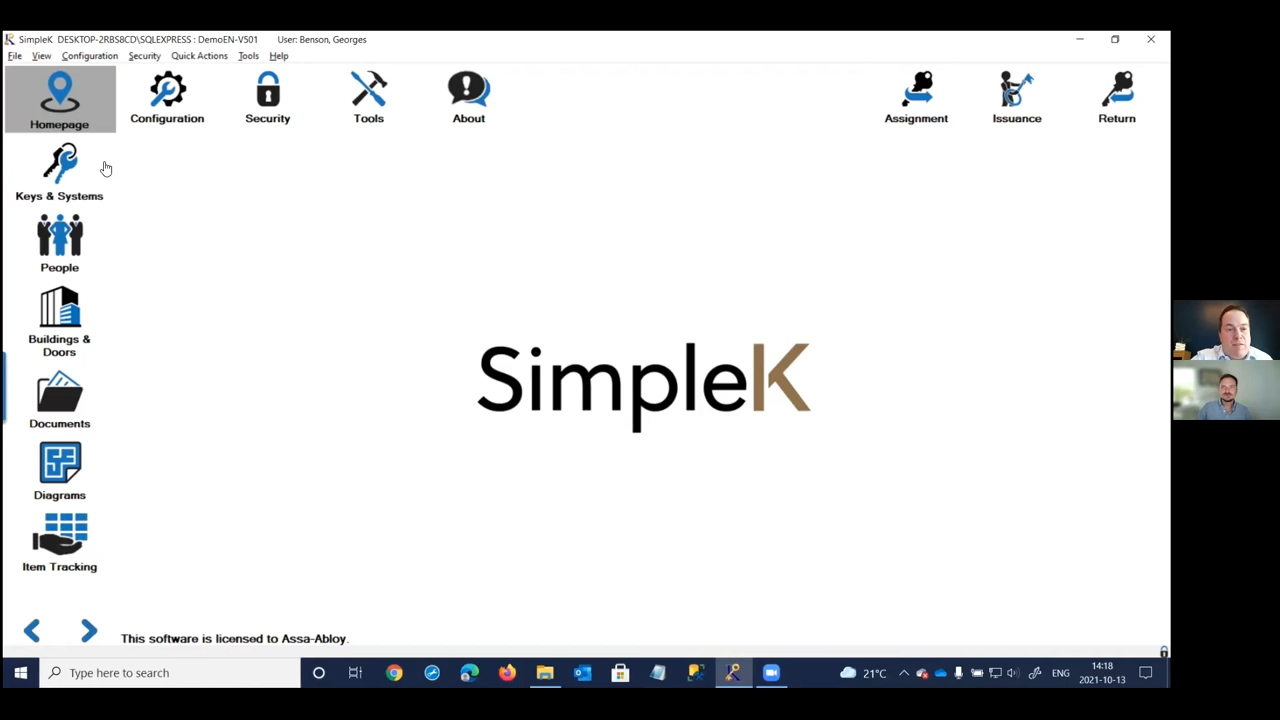 SimpleK DESKTOP-2RBS8CD\SQLEXPRESS : DemoEN-V501 User: Benson, Georges
File View Configuration Security Quick Actions Tools Help
Homepage
Configuration
Security
Tools
About
Assignment
Issuance
Return
Keys & Systems
People
Buildings &
Doors
Documents
Diagrams
Item Tracking
SimpleK
This software is licensed to Assa-Abloy.
Type here to search
21°C
ENG
14:18
2021-10-13